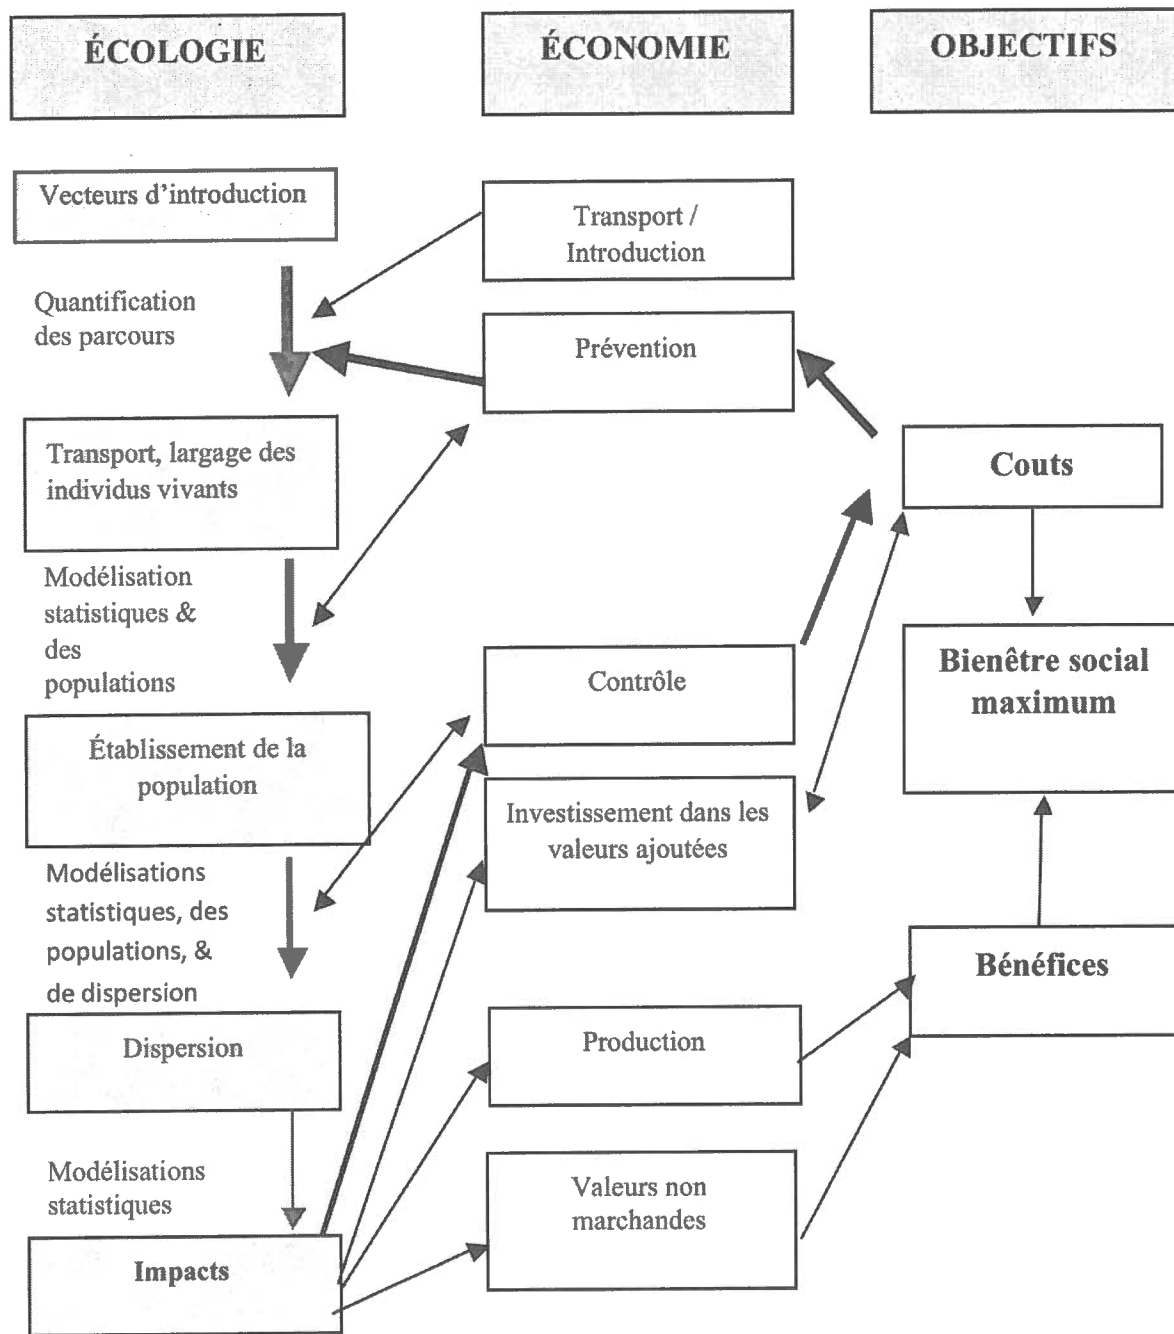 ÉCOLOGIE
ÉCONOMIE
OBJECTIFS
Vecteurs d'introduction
Quantification
des parcours
Transport, largage des
individus vivants
Modélisation
statistiques &
des
populations
Établissement de la
population
Modélisations
statistiques, des
populations, &
de dispersion
Dispersion
Modélisations
statistiques
Impacts
Transport /
Introduction
Prévention
Contrôle
Investissement dans les
valeurs ajoutées
Production
Valeurs non
marchandes
Couts
Bienêtre social
maximum
Bénéfices